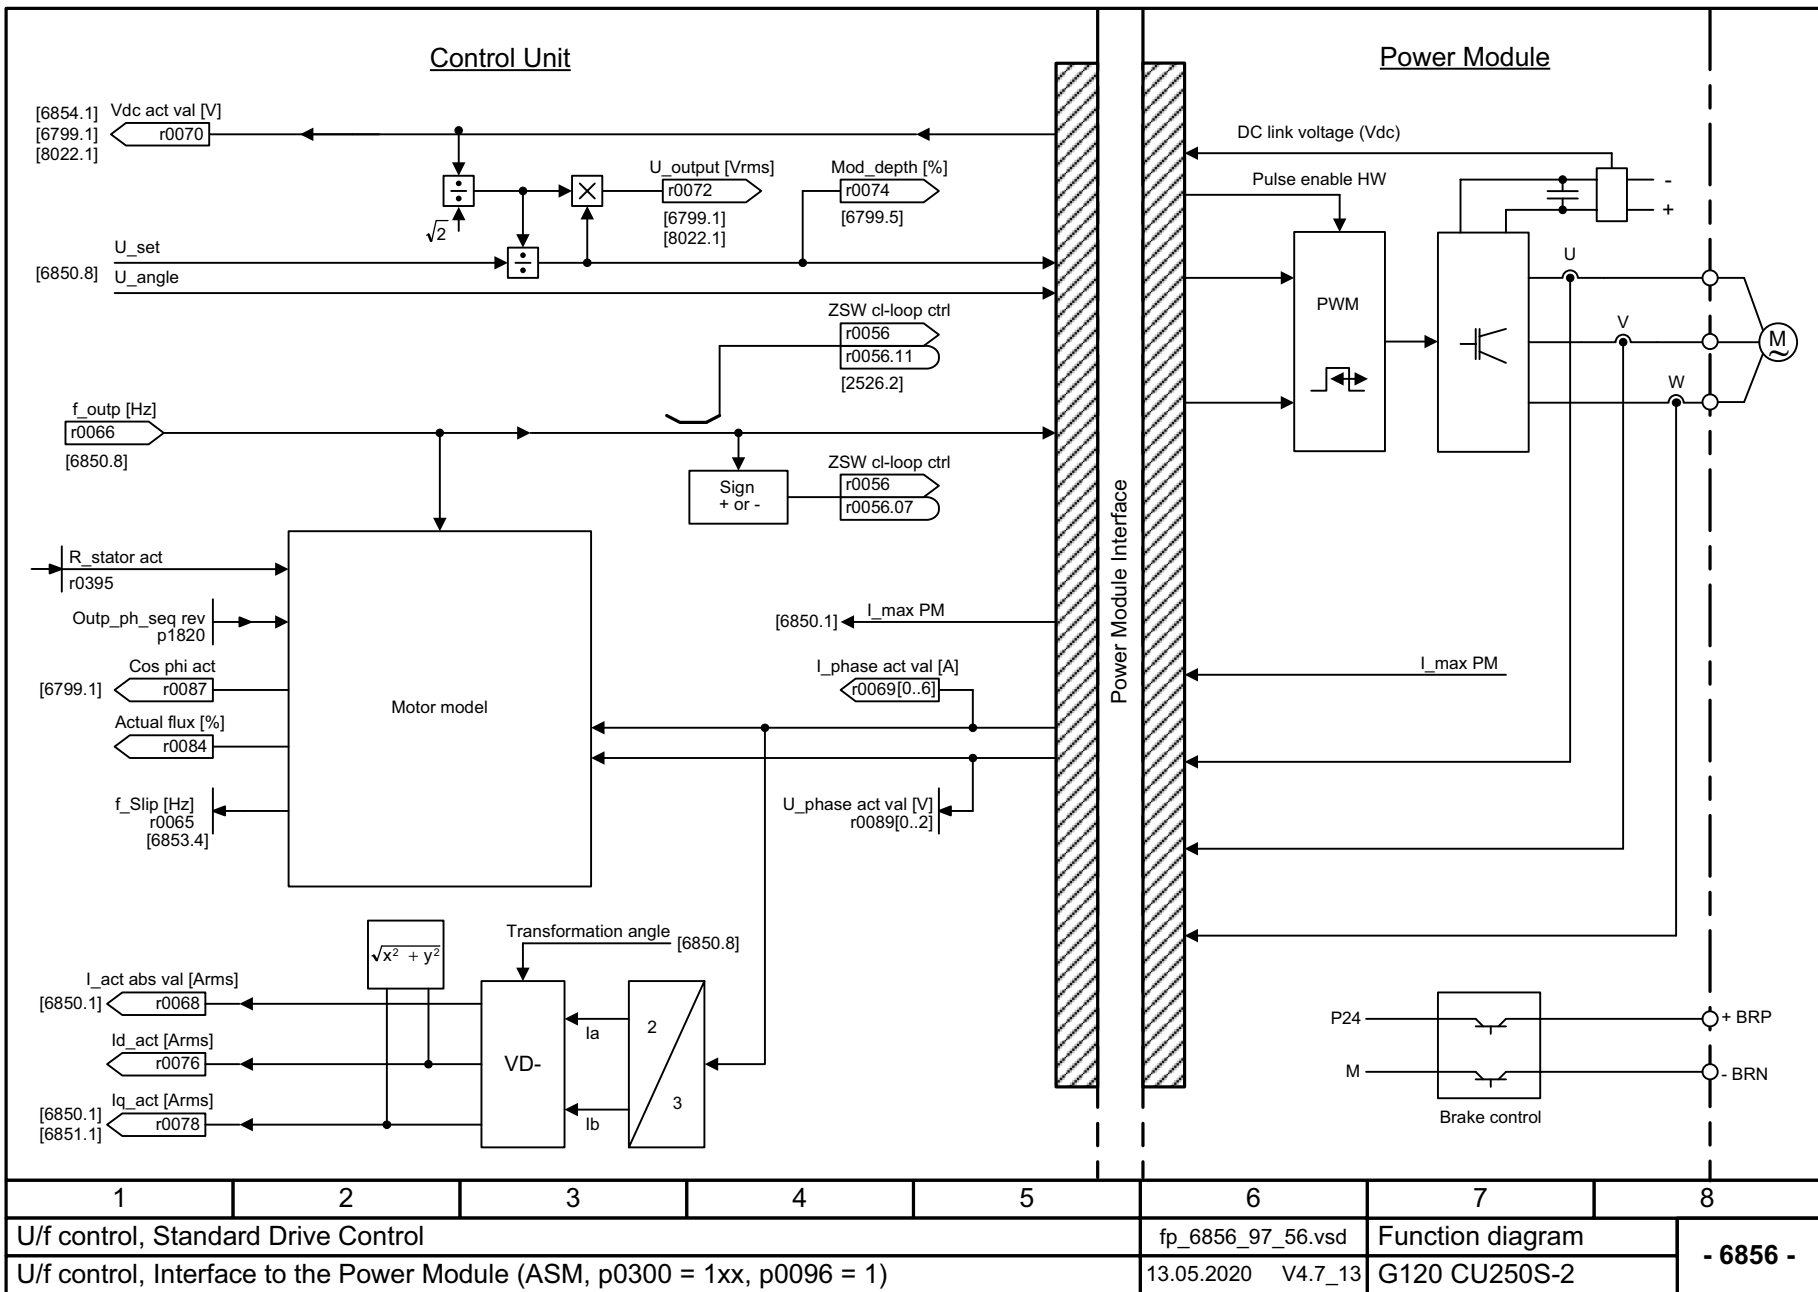 Control Unit
Power Module
[6854.1]
[6799.1]
[8022.1]
Vdc act val [V]
r0070
÷
√2
×
÷
U_output [Vrms]
r0072
[6799.1]
[8022.1]
Mod_depth [%]
r0074
[6799.5]
U_set
[6850.8]
U_angle
ZSW cl-loop ctrl
r0056
r0056.11
[2526.2]
f_outp [Hz]
r0066
[6850.8]
Sign
+ or -
ZSW cl-loop ctrl
r0056
r0056.07
R_stator act
r0395
Outp_ph_seq rev
p1820
Cos phi act
[6799.1]
r0087
Actual flux [%]
r0084
f_Slip [Hz]
r0065
[6853.4]
Motor model
[6850.1]
I_max PM
I_phase act val [A]
r0069[0..6]
U_phase act val [V]
r0089[0..2]
√x² + y²
Transformation angle
[6850.8]
I_act abs val [Arms]
[6850.1]
r0068
Id_act [Arms]
r0076
Iq_act [Arms]
[6850.1]
[6851.1]
r0078
VD-
Ia
Ib
2
3
Power Module Interface
DC link voltage (Vdc)
Pulse enable HW
-
+
PWM
U
V
W
M
~
I_max PM
P24
M
+ BRP
- BRN
Brake control
1 2 3 4 5 6 7 8
U/f control, Standard Drive Control
fp_6856_97_56.vsd
Function diagram
- 6856 -
U/f control, Interface to the Power Module (ASM, p0300 = 1xx, p0096 = 1)
13.05.2020 V4.7_13
G120 CU250S-2